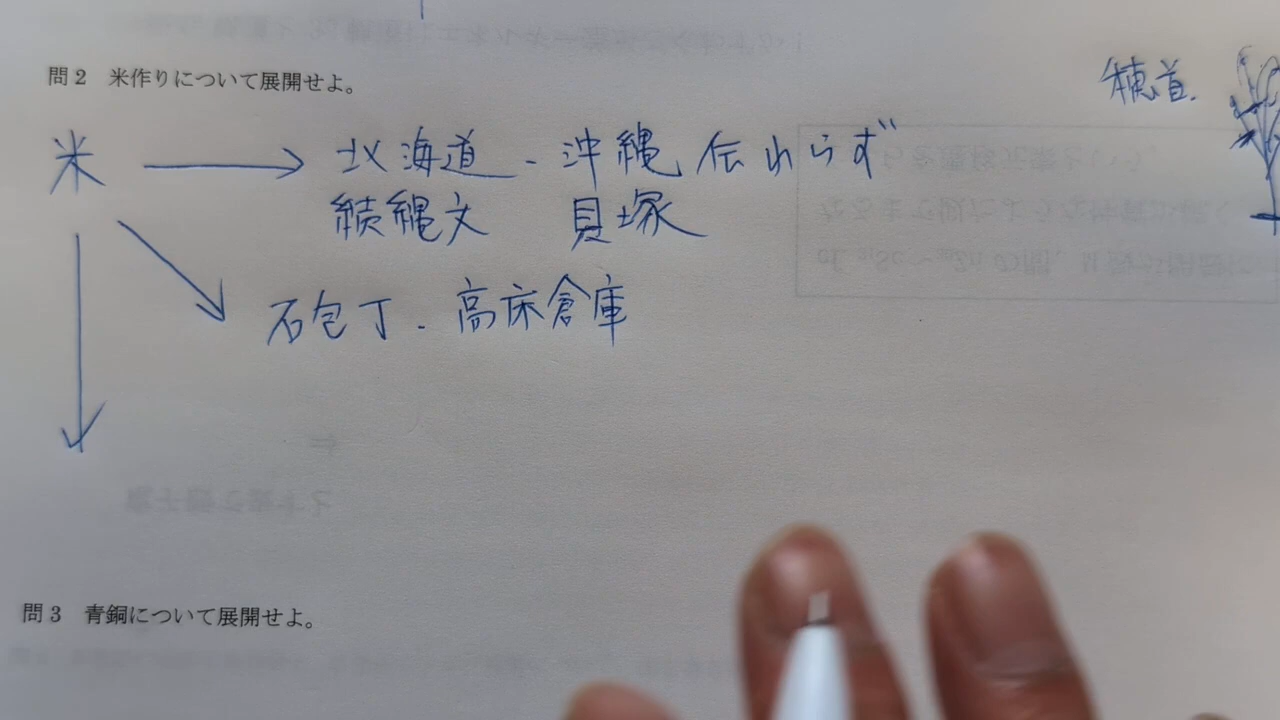 問2 米作りについて展開せよ。
穂首.
米 → 北海道 - 沖縄 伝わらず
続縄文 貝塚
石包丁. 高床倉庫
問3 青銅について展開せよ。